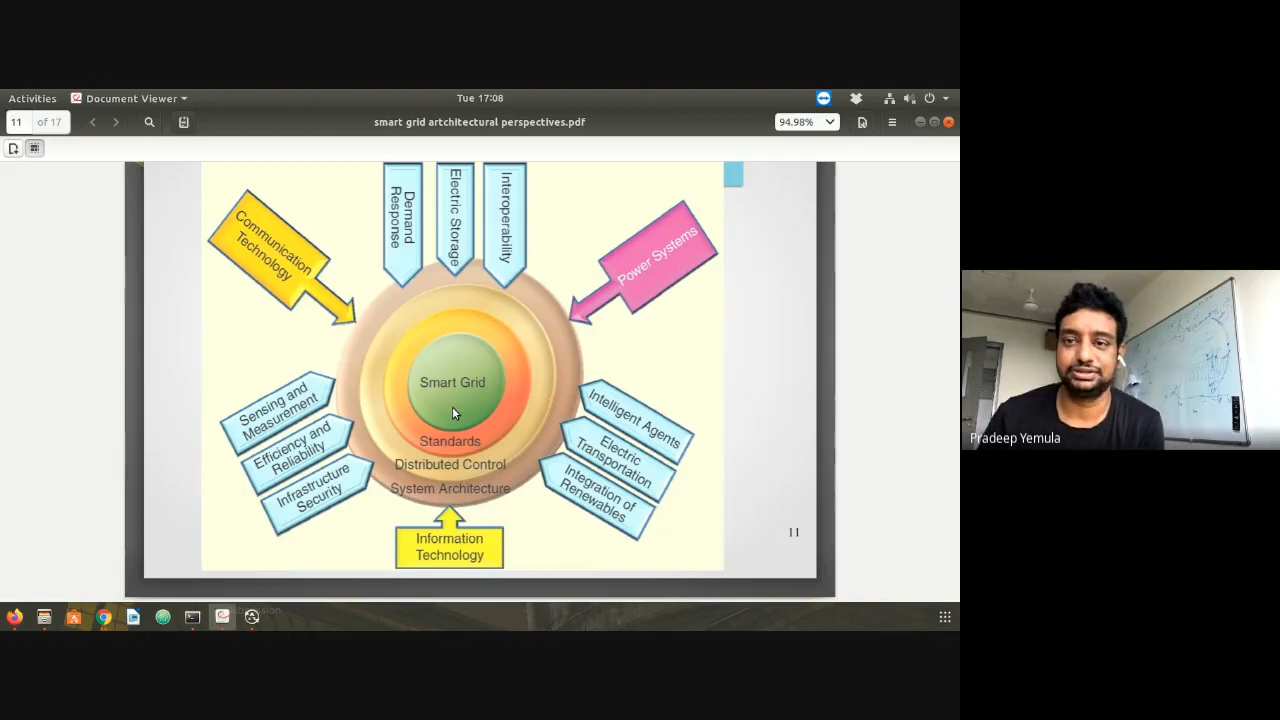 Activities
Document Viewer
Tue 17:08
11
of 17
smart grid artchitectural perspectives.pdf
94.98%
Communication
Technology
Demand
Response
Electric Storage
Interoperability
Power Systems
Smart Grid
Standards
Distributed Control
System Architecture
Sensing and
Measurement
Efficiency and
Reliability
Infrastructure
Security
Intelligent Agents
Electric
Transportation
Integration of
Renewables
Information
Technology
11
Pradeep Yemula